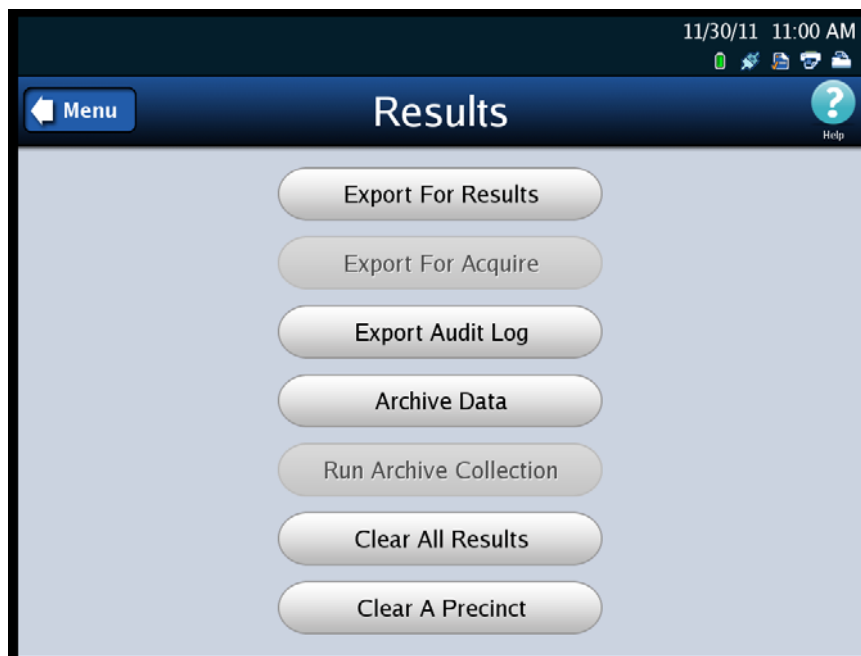 11/30/11 11:00 AM
Menu
Results
Help
Export For Results
Export For Acquire
Export Audit Log
Archive Data
Run Archive Collection
Clear All Results
Clear A Precinct